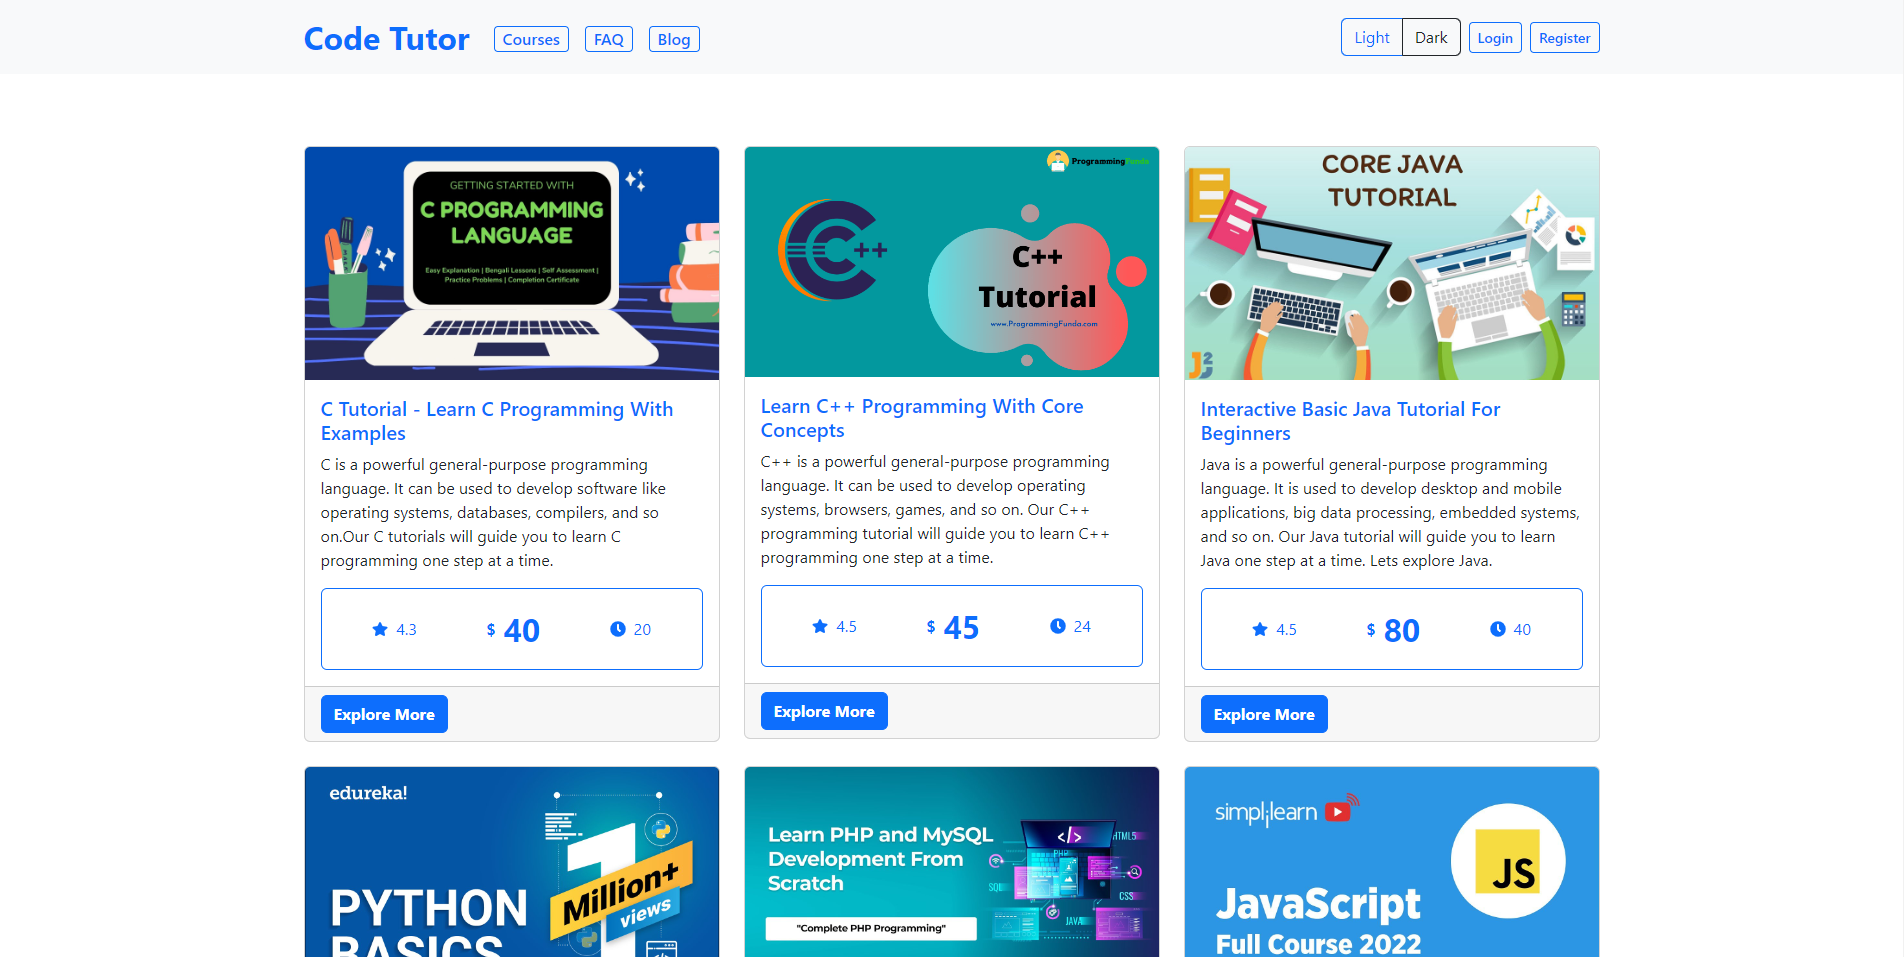 Code Tutor
Courses
FAQ
Blog
Light
Dark
Login
Register
GETTING STARTED WITH
C PROGRAMMING
LANGUAGE
Easy Explanation | Bengali Lessons | Self Assessment |
Practice Problems | Completion Certificate
C Tutorial - Learn C Programming With
Examples
C is a powerful general-purpose programming
language. It can be used to develop software like
operating systems, databases, compilers, and so
on.Our C tutorials will guide you to learn C
programming one step at a time.
4.3
$ 40
20
Explore More
ProgrammingFunda
C++
C++
Tutorial
www.ProgrammingFunda.com
Learn C++ Programming With Core
Concepts
C++ is a powerful general-purpose programming
language. It can be used to develop operating
systems, browsers, games, and so on. Our C++
programming tutorial will guide you to learn C++
programming one step at a time.
4.5
$ 45
24
Explore More
CORE JAVA
TUTORIAL
Interactive Basic Java Tutorial For
Beginners
Java is a powerful general-purpose programming
language. It is used to develop desktop and mobile
applications, big data processing, embedded systems,
and so on. Our Java tutorial will guide you to learn
Java one step at a time. Lets explore Java.
4.5
$ 80
40
Explore More
edureka!
1
Million+
views
PYTHON
BASICS
Learn PHP and MySQL
Development From
Scratch
"Complete PHP Programming"
</>
HTML5
PHP
SQL
CSS
JAVA
simplilearn
JS
JavaScript
Full Course 2022